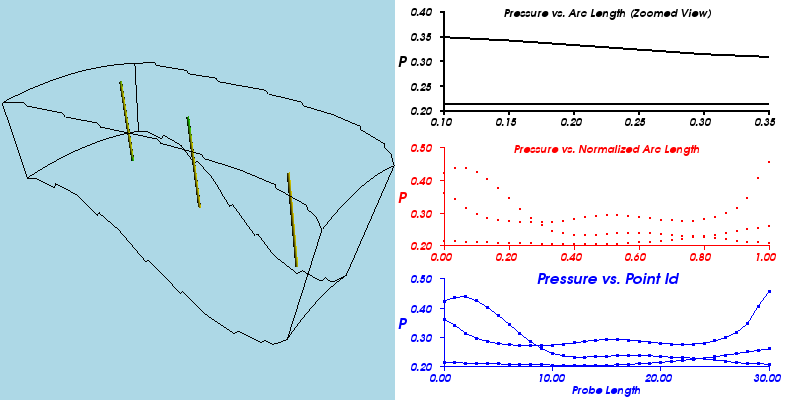 Pressure vs. Arc Length (Zoomed View)
0.40
0.35
P
0.30
0.25
0.20
0.10 0.15 0.20 0.25 0.30 0.35
Pressure vs. Normalized Arc Length
0.50
0.40
P
0.30
0.20
0.00 0.20 0.40 0.60 0.80 1.00
Pressure vs. Point Id
0.50
0.40
P
0.30
0.20
0.00 10.00 20.00 30.00
Probe Length